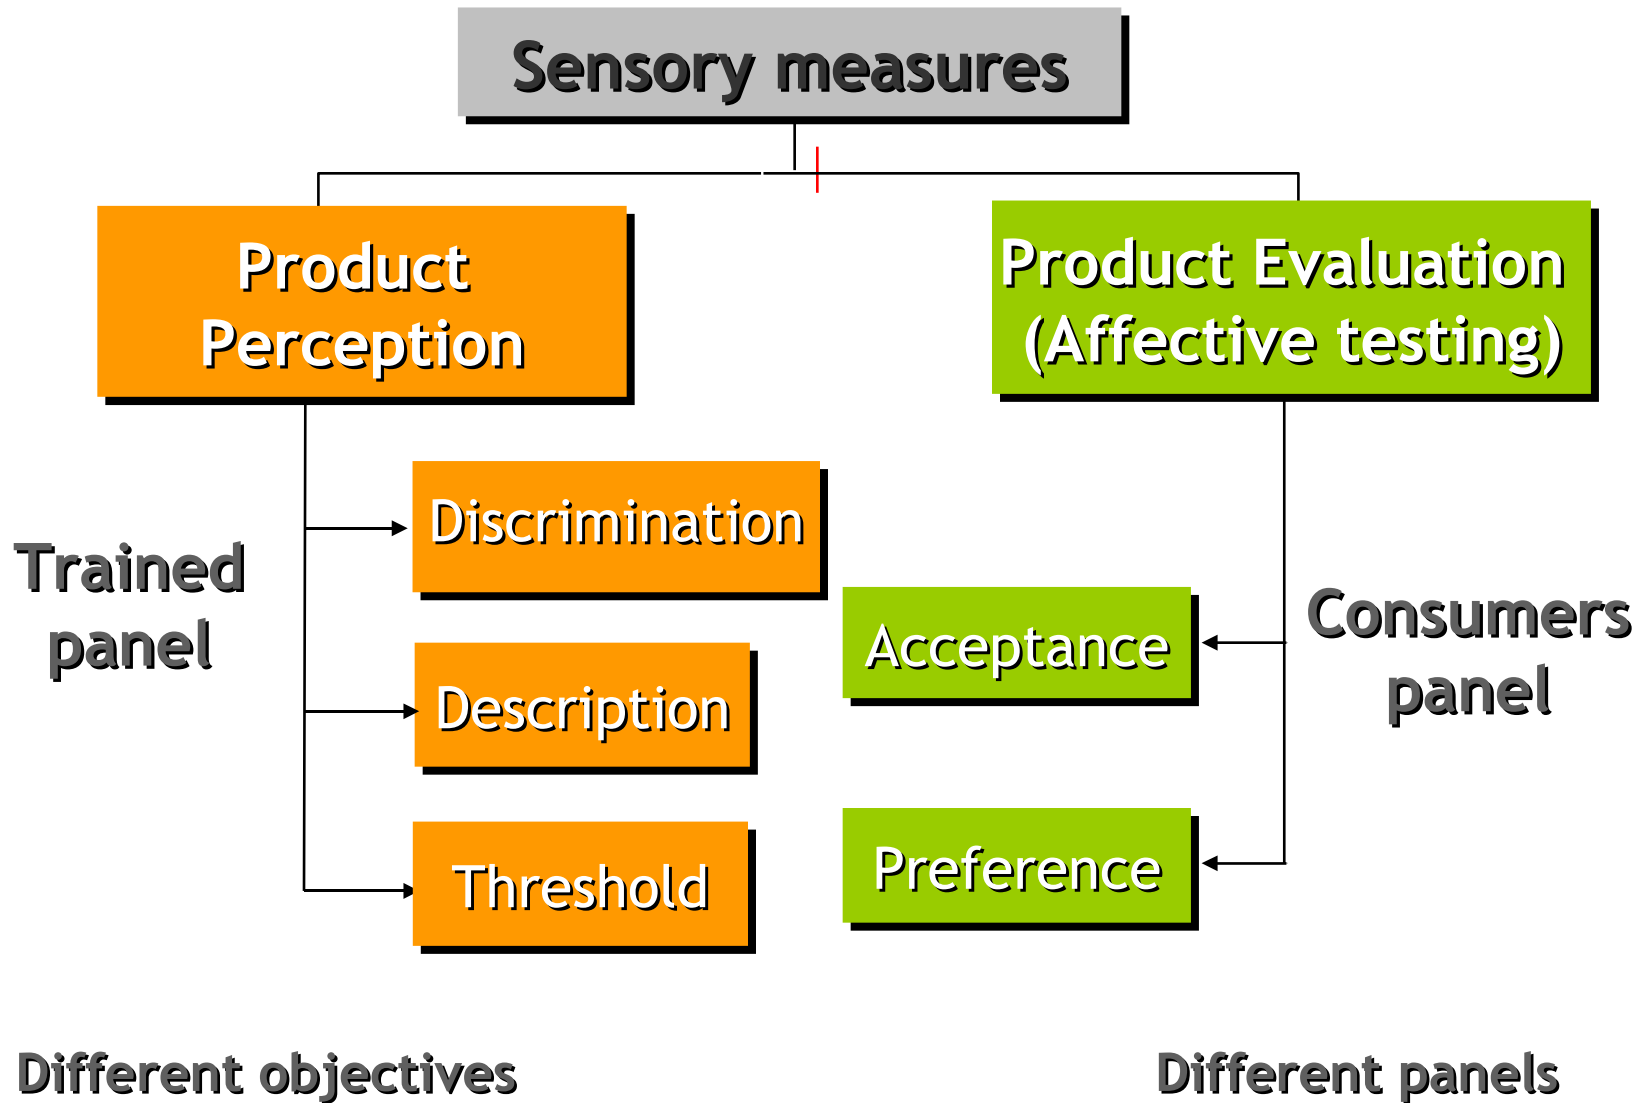 Sensory measures
Product
Perception
Product Evaluation
(Affective testing)
Trained
panel
Discrimination
Description
Threshold
Acceptance
Preference
Consumers
panel
Different objectives
Different panels